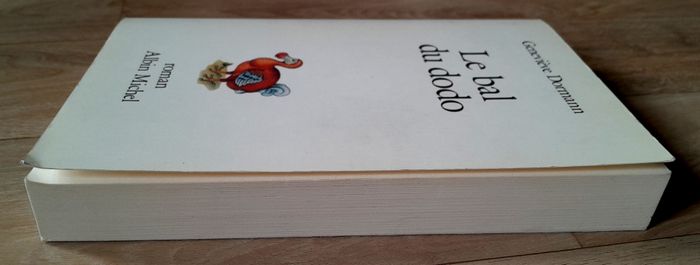 Geneviève Dormann
Le bal
du dodo
roman
Albin Michel